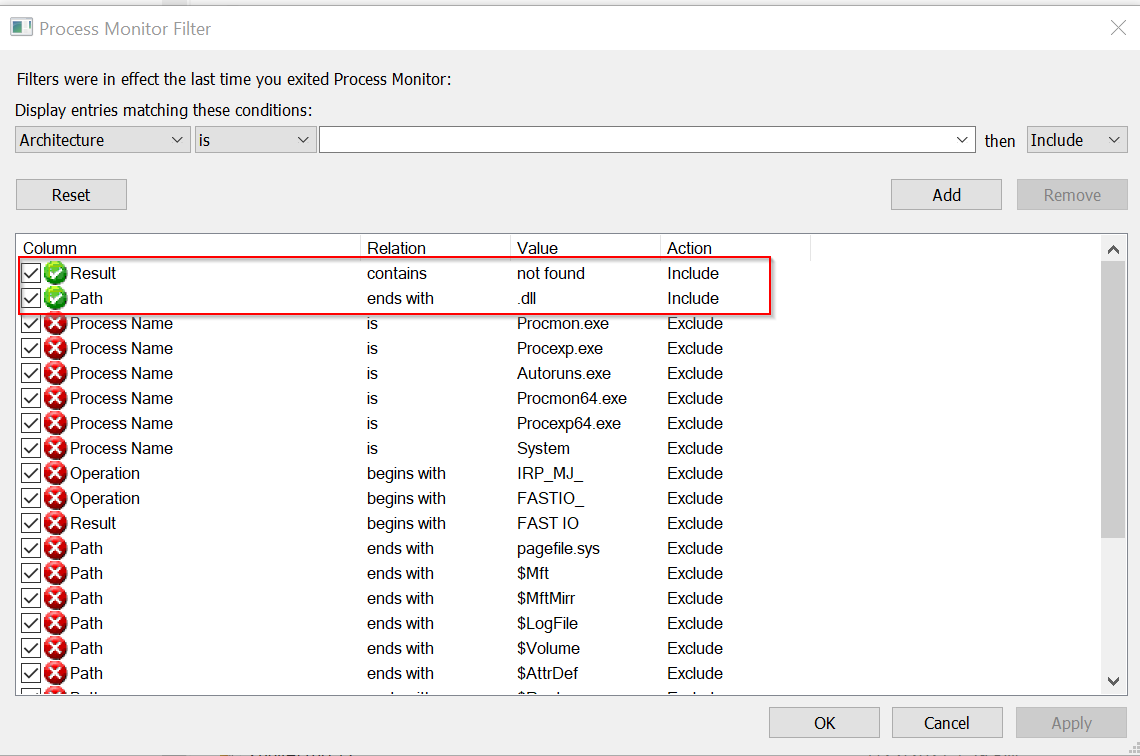 Process Monitor Filter
Filters were in effect the last time you exited Process Monitor:
Display entries matching these conditions:
Architecture is then Include
Reset Add Remove
Column Relation Value Action
Result contains not found Include
Path ends with .dll Include
Process Name is Procmon.exe Exclude
Process Name is Procexp.exe Exclude
Process Name is Autoruns.exe Exclude
Process Name is Procmon64.exe Exclude
Process Name is Procexp64.exe Exclude
Process Name is System Exclude
Operation begins with IRP_MJ_ Exclude
Operation begins with FASTIO_ Exclude
Result begins with FAST IO Exclude
Path ends with pagefile.sys Exclude
Path ends with $Mft Exclude
Path ends with $MftMirr Exclude
Path ends with $LogFile Exclude
Path ends with $Volume Exclude
Path ends with $AttrDef Exclude
OK Cancel Apply